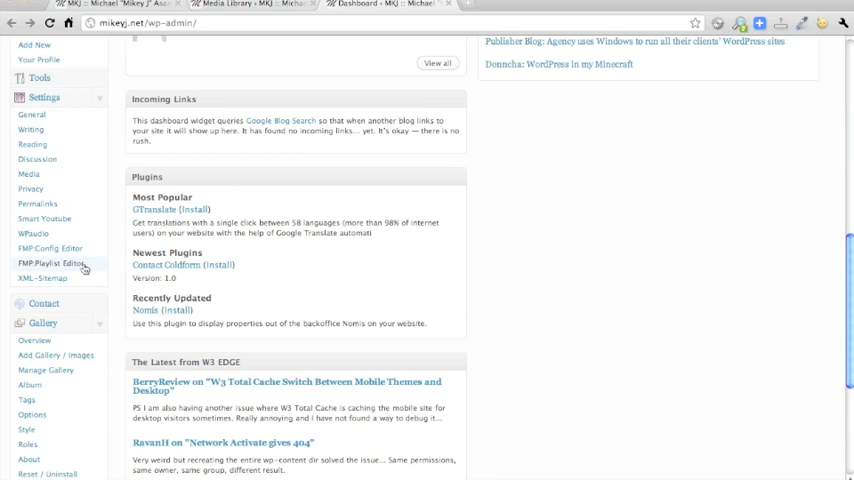 MKJ :: Michael "Mikey J" Asan
Media Library ‹ MKJ :: Michael
Dashboard ‹ MKJ :: Michael "
mikeyj.net/wp-admin/
Add New
Your Profile
Tools
Settings
General
Writing
Reading
Discussion
Media
Privacy
Permalinks
Smart Youtube
WPaudio
FMP:Config Editor
FMP:Playlist Editor
XML-Sitemap
Contact
Gallery
Overview
Add Gallery / Images
Manage Gallery
Album
Tags
Options
Style
Roles
About
Reset / Uninstall
View all
Incoming Links
This dashboard widget queries Google Blog Search so that when another blog links to
your site it will show up here. It has found no incoming links… yet. It's okay — there is no
rush.
Plugins
Most Popular
GTranslate (Install)
Get translations with a single click between 58 languages (more than 98% of internet
users) on your website with the help of Google Translate automati
Newest Plugins
Contact Coldform (Install)
Version: 1.0
Recently Updated
Nomis (Install)
Use this plugin to display properties out of the backoffice Nomis on your website.
The Latest from W3 EDGE
BerryReview on "W3 Total Cache Switch Between Mobile Themes and
Desktop"
PS I am also having another issue where W3 Total Cache is caching the mobile site for
desktop visitors sometimes. Really annoying and I have not found a way to debug it...
RavanH on "Network Activate gives 404"
Very weird but recreating the entire wp-content dir solved the issue... Same permissions,
same owner, same group, different result.
Publisher Blog: Agency uses Windows to run all their clients' WordPress sites
Donncha: WordPress in my Minecraft